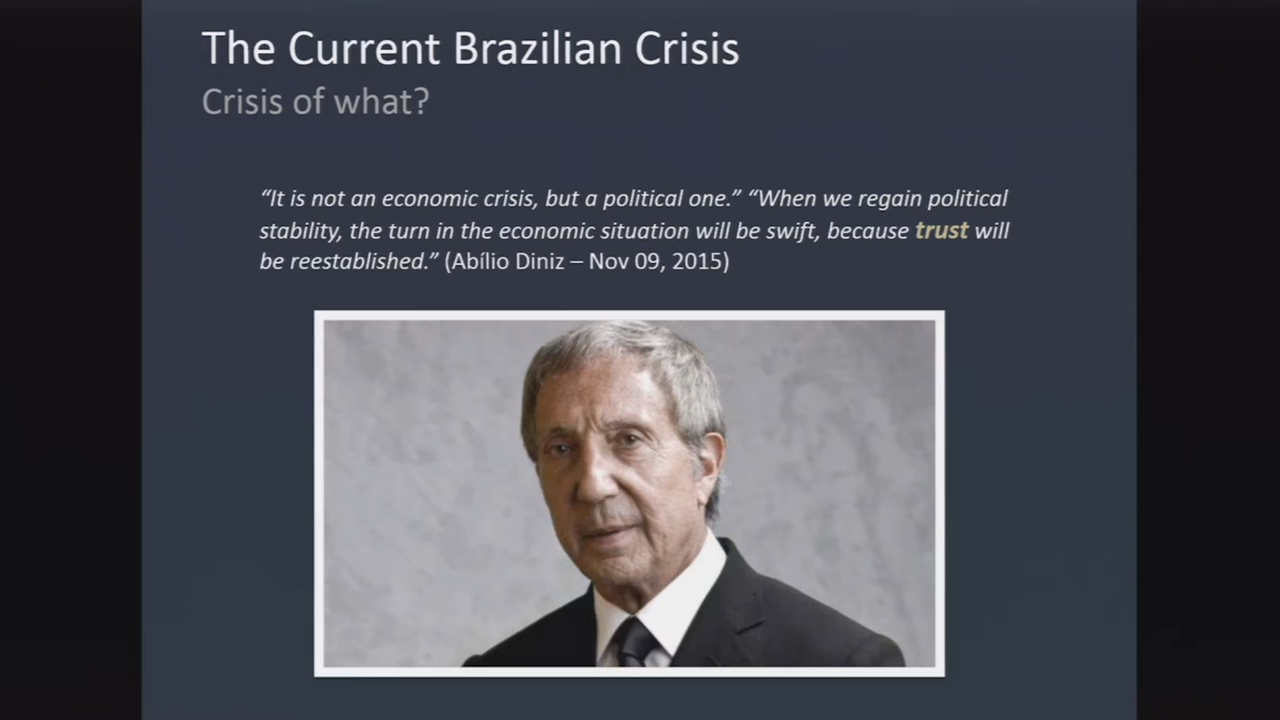 The Current Brazilian Crisis
Crisis of what?
“It is not an economic crisis, but a political one.” “When we regain political
stability, the turn in the economic situation will be swift, because trust will
be reestablished.” (Abílio Diniz – Nov 09, 2015)